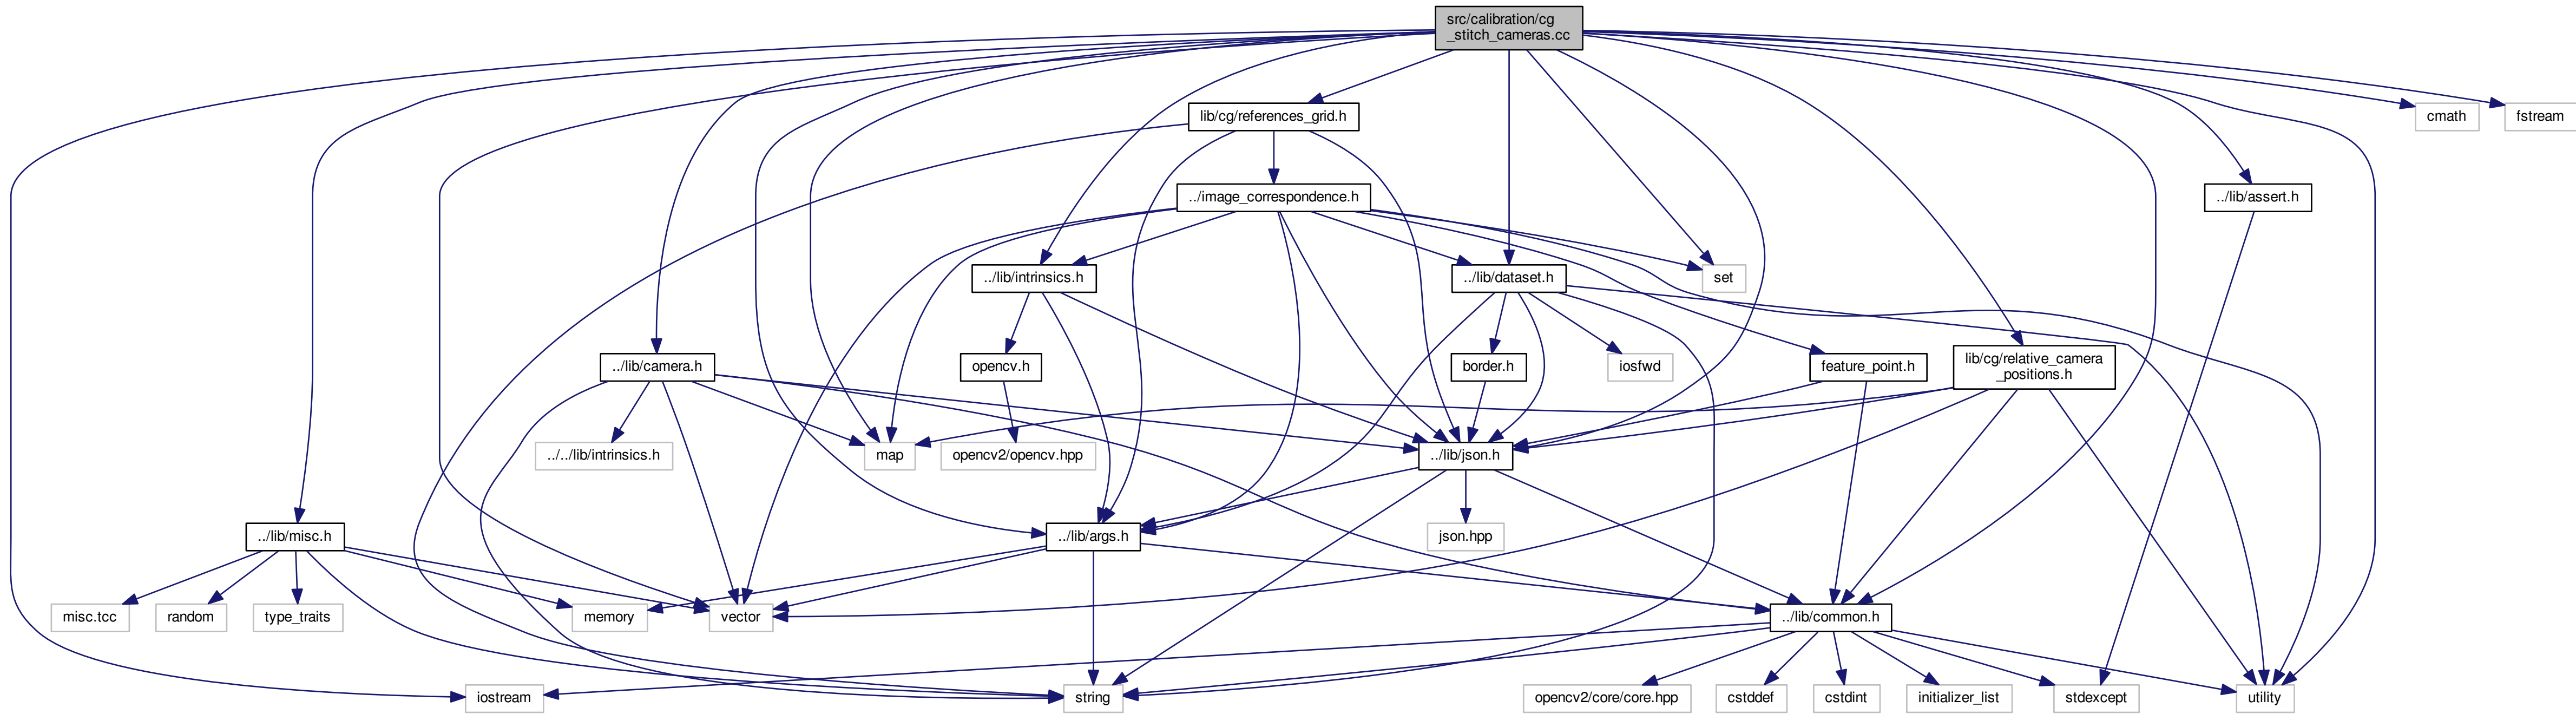 src/calibration/cg
_stitch_cameras.cc
lib/cg/references_grid.h
cmath
fstream
../image_correspondence.h
../lib/assert.h
../lib/intrinsics.h
../lib/dataset.h
set
../lib/camera.h
opencv.h
border.h
iosfwd
feature_point.h
lib/cg/relative_camera
_positions.h
../../lib/intrinsics.h
map
opencv2/opencv.hpp
../lib/json.h
../lib/misc.h
../lib/args.h
json.hpp
misc.tcc
random
type_traits
memory
vector
../lib/common.h
iostream
string
opencv2/core/core.hpp
cstddef
cstdint
initializer_list
stdexcept
utility